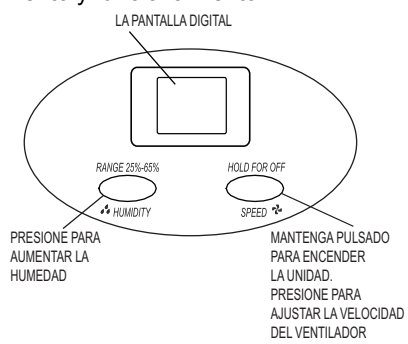 LA PANTALLA DIGITAL
RANGE 25%-65%
HUMIDITY
HOLD FOR OFF
SPEED
PRESIONE PARA
AUMENTAR LA
HUMEDAD
MANTENGA PULSADO
PARA ENCENDER
LA UNIDAD.
PRESIONE PARA
AJUSTAR LA VELOCIDAD
DEL VENTILADOR